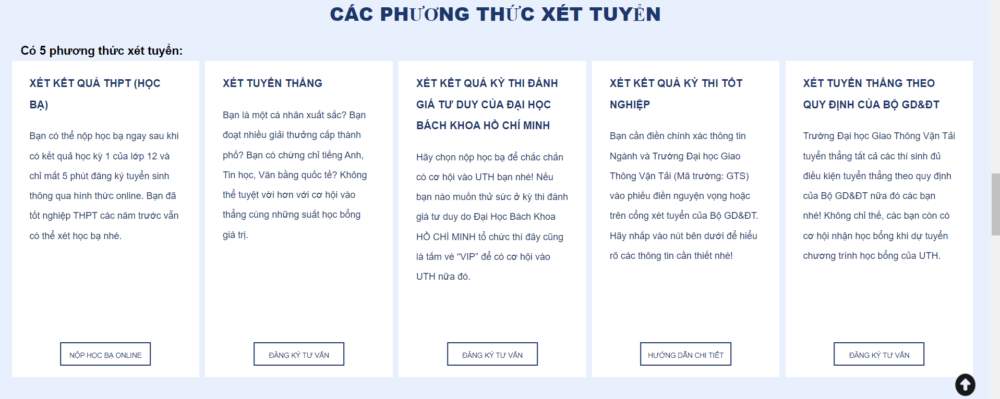 CÁC PHƯƠNG THỨC XÉT TUYỂN
Có 5 phương thức xét tuyển:
XÉT KẾT QUẢ THPT (HỌC
BẠ)
Bạn có thể nộp học bạ ngay sau khi
có kết quả học kỳ 1 của lớp 12 và
chỉ mất 5 phút đăng ký tuyển sinh
thông qua hình thức online. Bạn đã
tốt nghiệp THPT các năm trước vẫn
có thể xét học bạ nhé.
NỘP HỌC BẠ ONLINE
XÉT TUYỂN THẲNG
Bạn là một cá nhân xuất sắc? Bạn
đoạt nhiều giải thưởng cấp thành
phố? Bạn có chứng chỉ tiếng Anh,
Tin học, Văn bằng quốc tế? Không
thể tuyệt vời hơn với cơ hội vào
thẳng cùng những suất học bổng
giá trị.
ĐĂNG KÝ TƯ VẤN
XÉT KẾT QUẢ KỲ THI ĐÁNH
GIÁ TƯ DUY CỦA ĐẠI HỌC
BÁCH KHOA HỒ CHÍ MINH
Hãy chọn nộp học bạ để chắc chắn
có cơ hội vào UTH bạn nhé! Nếu
bạn nào muốn thử sức ở kỳ thi đánh
giá tư duy do Đại Học Bách Khoa
HỒ CHÍ MINH tổ chức thì đây cũng
là tấm vé “VIP” để có cơ hội vào
UTH nữa đó.
ĐĂNG KÝ TƯ VẤN
XÉT KẾT QUẢ KỲ THI TỐT
NGHIỆP
Bạn cần điền chính xác thông tin
Ngành và Trường Đại học Giao
Thông Vận Tải (Mã trường: GTS)
vào phiếu điền nguyện vọng hoặc
trên cổng xét tuyển của Bộ GD&ĐT.
Hãy nhấp vào nút bên dưới để hiểu
rõ các thông tin cần thiết nhé!
HƯỚNG DẪN CHI TIẾT
XÉT TUYỂN THẲNG THEO
QUY ĐỊNH CỦA BỘ GD&ĐT
Trường Đại học Giao Thông Vận Tải
tuyển thẳng tất cả các thí sinh đủ
điều kiện tuyển thẳng theo quy định
của Bộ GD&ĐT nữa đó các bạn
nhé! Không chỉ thế, các bạn còn có
cơ hội nhận học bổng khi dự tuyển
chương trình học bổng của UTH.
ĐĂNG KÝ TƯ VẤN